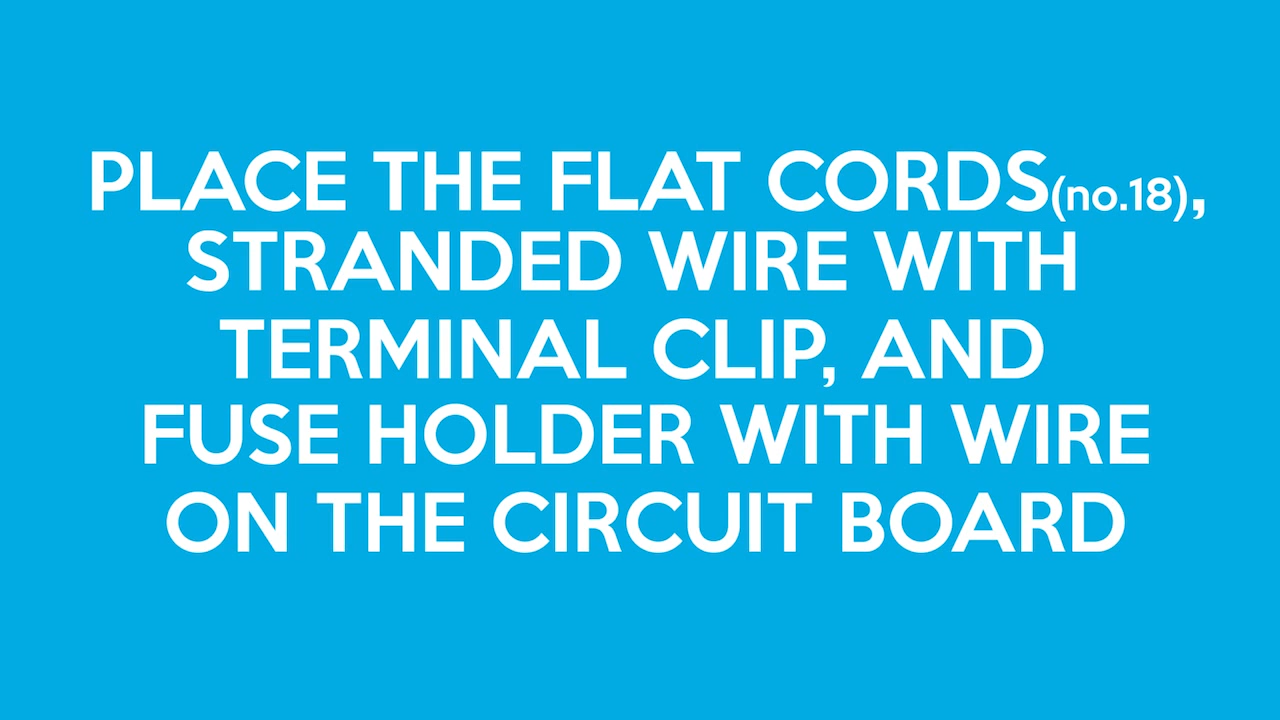 PLACE THE FLAT CORDS(no.18),
STRANDED WIRE WITH
TERMINAL CLIP, AND
FUSE HOLDER WITH WIRE
ON THE CIRCUIT BOARD